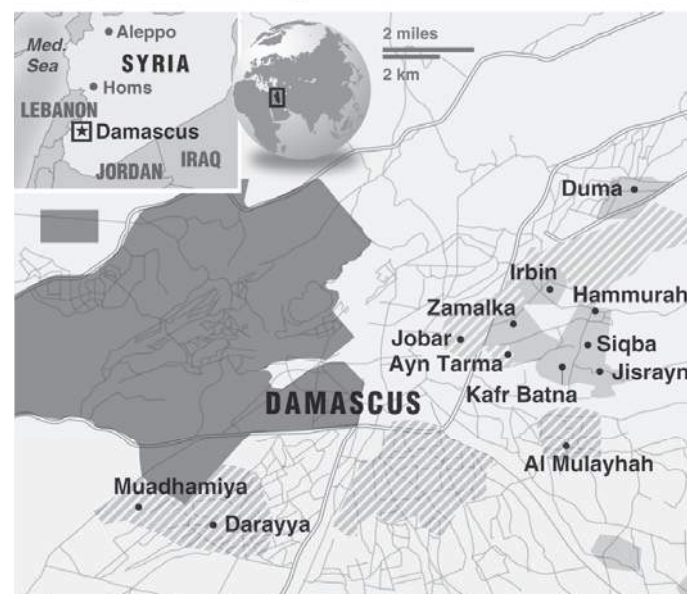 Aleppo
Med.
Sea
SYRIA
Homs
LEBANON
Damascus
JORDAN
IRAQ
2 miles
2 km
Duma
Irbin
Hammurah
Zamalka
Jobar
Siqba
Ayn Tarma
Jisrayn
Kafr Batna
DAMASCUS
Al Mulayhah
Muadhamiya
Darayya